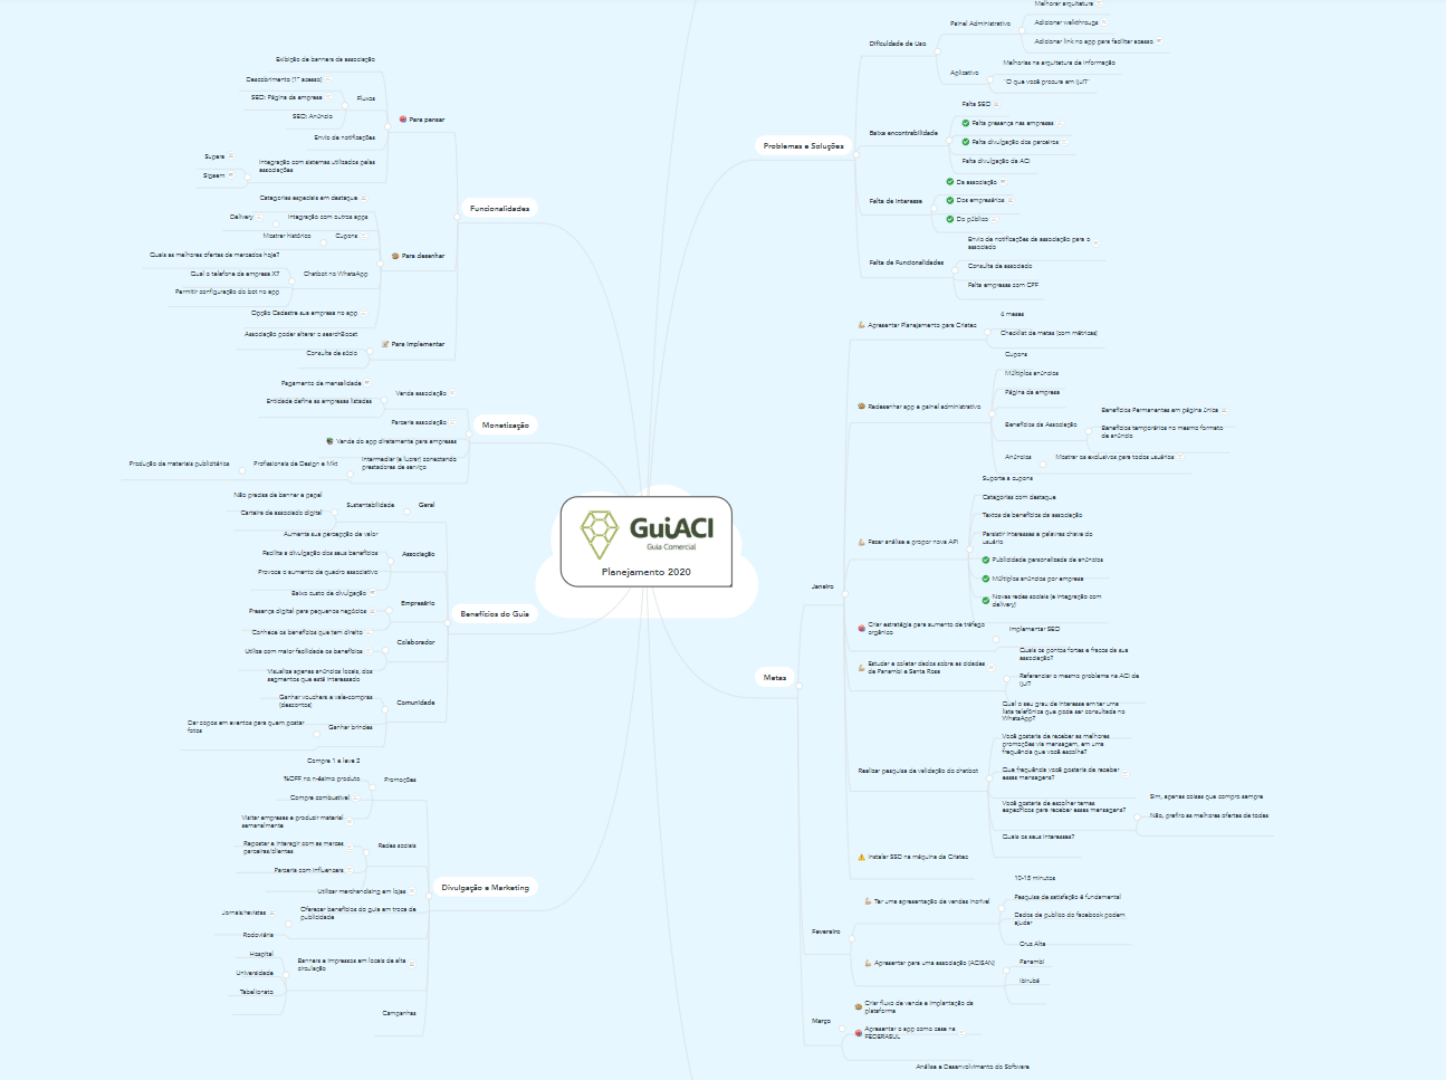 GuiACI
Guia Comercial
Planejamento 2020
Funcionalidades
Para pensar
Exibição de banners da associação
Fluxos
Descobrimento (1° acesso)
SEO: Página da empresa
SEO: Anúncio
Envio de notificações
Integração com sistemas utilizados pelas
associações
Supera
Sigaem
Para desenhar
Categorias especiais em destaque
Integração com outros apps
Delivery
Cupons
Mostrar histórico
Chatbot no WhatsApp
Quais as melhores ofertas de mercados hoje?
Qual o telefone da empresa X?
Permitir configuração do bot no app
Opção Cadastre sua empresa no app
Para implementar
Associação poder alterar o searchBoost
Consulta de sócio
Monetização
Venda associação
Pagamento da mensalidade
Entidade define as empresas listadas
Parceria associação
Venda do app diretamente para empresas
Intermediar (e lucrar) conectando
prestadores de serviço
Profissionais de Design e Mkt
Produção de materiais publicitários
Benefícios do Guia
Geral
Sustentabilidade
Não precisa de banner e papel
Carteira de associado digital
Associação
Aumenta sua percepção de valor
Facilita a divulgação dos seus benefícios
Provoca o aumento do quadro associativo
Empresário
Baixo custo de divulgação
Presença digital para pequenos negócios
Colaborador
Conhece os benefícios que tem direito
Utiliza com maior facilidade os benefícios
Comunidade
Visualiza apenas anúncios locais, dos
segmentos que está interessado
Ganhar vouchers e vale-compras
(descontos)
Ganhar brindes
Dar copos em eventos para quem postar
fotos
Divulgação e Marketing
Promoções
Compre 1 e leve 2
%OFF no nésimo produto
Compre combustível
Redes sociais
Visitar empresas e produzir material
semanalmente
Repostar e interagir com as marcas
parceiras/clientes
Parceria com influencers
Utilizar merchandising em lojas
Oferecer benefícios do guia em troca de
publicidade
Jornais/revistas
Rodoviária
Banners e impressos em locais de alta
circulação
Hospital
Universidade
Tabelionato
Campanhas
Problemas e Soluções
Dificuldade de Uso
Painel Administrativo
Melhorar arquitetura
Adicionar walkthrough
Adicionar link no app para facilitar acesso
Aplicativo
Melhorias na arquitetura de informação
"O que você procura em Ijuí?"
Baixa encontrabilidade
Falta SEO
Falta presença nas empresas
Falta divulgação dos parceiros
Falta divulgação da ACI
Falta de Interesse
Da associação
Dos empresários
Do público
Falta de Funcionalidades
Envio de notificações da associação para o
associado
Consulta de associado
Falta empresas com CPF
Metas
Janeiro
Apresentar Planejamento para Criatec
6 meses
Checklist de metas (com métricas)
Redesenhar app e painel administrativo
Cupons
Múltiplos anúncios
Página da empresa
Benefícios da Associação
Benefícios Permanentes em página única
Benefícios temporários no mesmo formato
de anúncio
Anúncios
Mostrar os exclusivos para todos usuários
Fazer análise e propor nova API
Suporte a cupons
Categorias com destaque
Textos de benefícios da associação
Persistir interesses e palavras chave do
usuário
Publicidade personalizada de anúncios
Múltiplos anúncios por empresa
Novas redes sociais (e integração com
delivery)
Criar estratégia para aumento de tráfego
orgânico
Implementar SEO
Estudar e coletar dados sobre as cidades
de Panambi e Santa Rosa
Quais os pontos fortes e fracos da sua
associação?
Referenciar o mesmo problema na ACI de
Ijuí?
Realizar pesquisa de validação do chatbot
Qual o seu grau de interesse em ter uma
lista telefônica que pode ser consultada no
WhatsApp?
Você gostaria de receber as melhores
promoções via mensagem, em uma
frequência que você escolha?
Que frequência você gostaria de receber
essas mensagens?
Você gostaria de escolher temas
específicos para receber essas mensagens?
Sim, apenas coisas que compro sempre
Não, prefiro as melhores ofertas de todas
Quais os seus interesses?
Instalar SSD na máquina da Criatec
Fevereiro
Ter uma apresentação de vendas incrível
10-15 minutos
Pesquisa de satisfação é fundamental
Dados de público do facebook podem
ajudar
Apresentar para uma associação (ACISAN)
Cruz Alta
Panambi
Ibirubá
Março
Criar fluxo de venda e implantação da
plataforma
Apresentar o app como case na
FEDERASUL
Análise e Desenvolvimento do Software